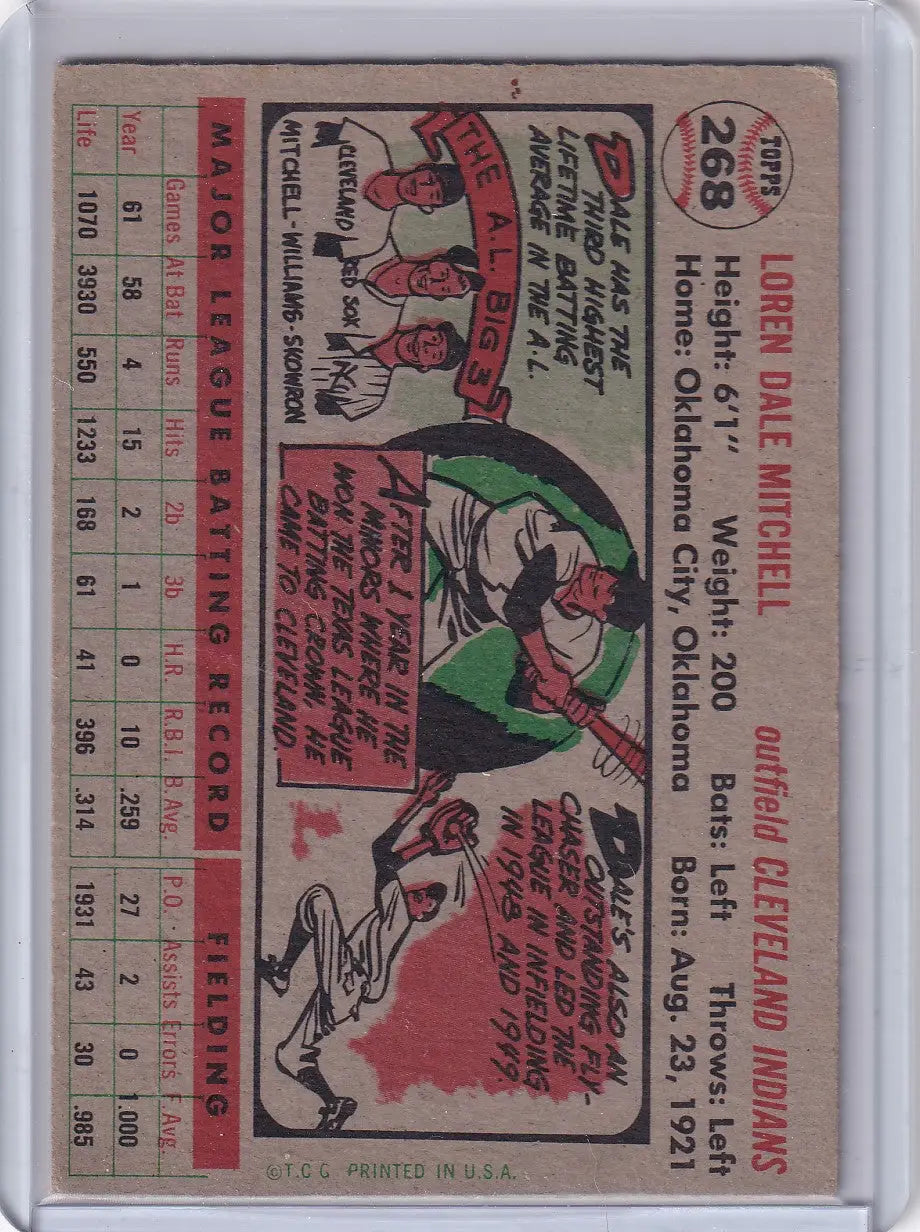 TOPPS
268
LOREN DALE MITCHELL outfield CLEVELAND INDIANS
Height: 6'1" Weight: 200 Bats: Left Throws: Left
Home: Oklahoma City, Oklahoma Born: Aug. 23, 1921
DALE HAS THE
THIRD HIGHEST
LIFETIME BATTING
AVERAGE IN THE A.L.
THE A.L. BIG 3
CLEVELAND
RED SOX
NY
MITCHELL-WILLIAMS-SKOWRON
AFTER 1 YEAR IN THE
MINORS WHERE HE
WON THE TEXAS LEAGUE
BATTING CROWN, HE
CAME TO CLEVELAND.
DALE'S ALSO AN
OUTSTANDING FLY-
CHASER AND LED THE
LEAGUE IN INFIELDING
IN 1948 AND 1949.
MAJOR LEAGUE BATTING RECORD FIELDING
Games At Bat Runs Hits 2b 3b H.R R.B.I. B.Avg. P.O. Assists Errors F.Avg.
Year 61 58 4 15 2 1 0 10 .259 27 2 0 1.000
Life 1070 3930 550 1233 168 61 41 396 .314 1931 43 30 .985
©T.C.G. PRINTED IN U.S.A.